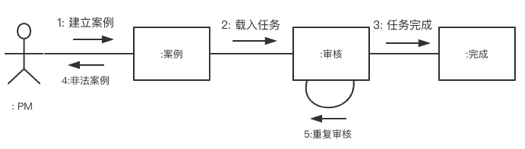 1: 建立案例
2: 载入任务
3: 任务完成
:案例
:审核
:完成
4:非法案例
: PM
5:重复审核